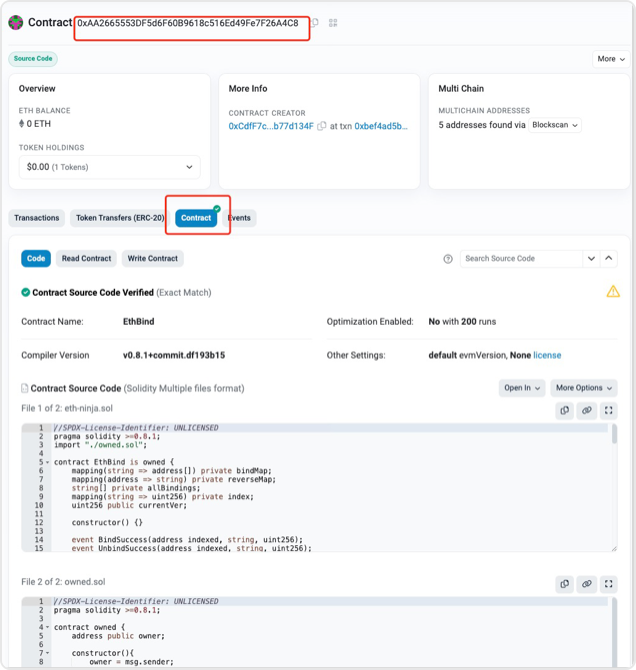 Contract 0xAA2665553DF5d6F60B9618c516Ed49Fe7F26A4C8
Source Code
More
Overview
ETH BALANCE
0 ETH
TOKEN HOLDINGS
$0.00 (1 Tokens)
More Info
CONTRACT CREATOR
0xCdfF7c...b77d134F at txn 0xbef4ad5b...
Multi Chain
MULTICHAIN ADDRESSES
5 addresses found via Blockscan
Transactions
Token Transfers (ERC-20)
Contract
Events
Code
Read Contract
Write Contract
Search Source Code
Contract Source Code Verified (Exact Match)
Contract Name: EthBind
Optimization Enabled: No with 200 runs
Compiler Version v0.8.1+commit.df193b15
Other Settings: default evmVersion, None license
Contract Source Code (Solidity Multiple files format)
Open In
More Options
File 1 of 2: eth-ninja.sol
1 //SPDX-License-Identifier: UNLICENSED
2 pragma solidity >=0.8.1;
3 import "./owned.sol";
4
5 contract EthBind is owned {
6 mapping(string => address[]) private bindMap;
7 mapping(address => string) private reverseMap;
8 string[] private allBindings;
9 mapping(string => uint256) private index;
10 uint256 public currentVer;
11
12 constructor() {}
13
14 event BindSuccess(address indexed, string, uint256);
15 event UnbindSuccess(address indexed, string, uint256);
File 2 of 2: owned.sol
1 //SPDX-License-Identifier: UNLICENSED
2 pragma solidity >=0.8.1;
3
4 contract owned {
5 address public owner;
6
7 constructor(){
8 owner = msg.sender;